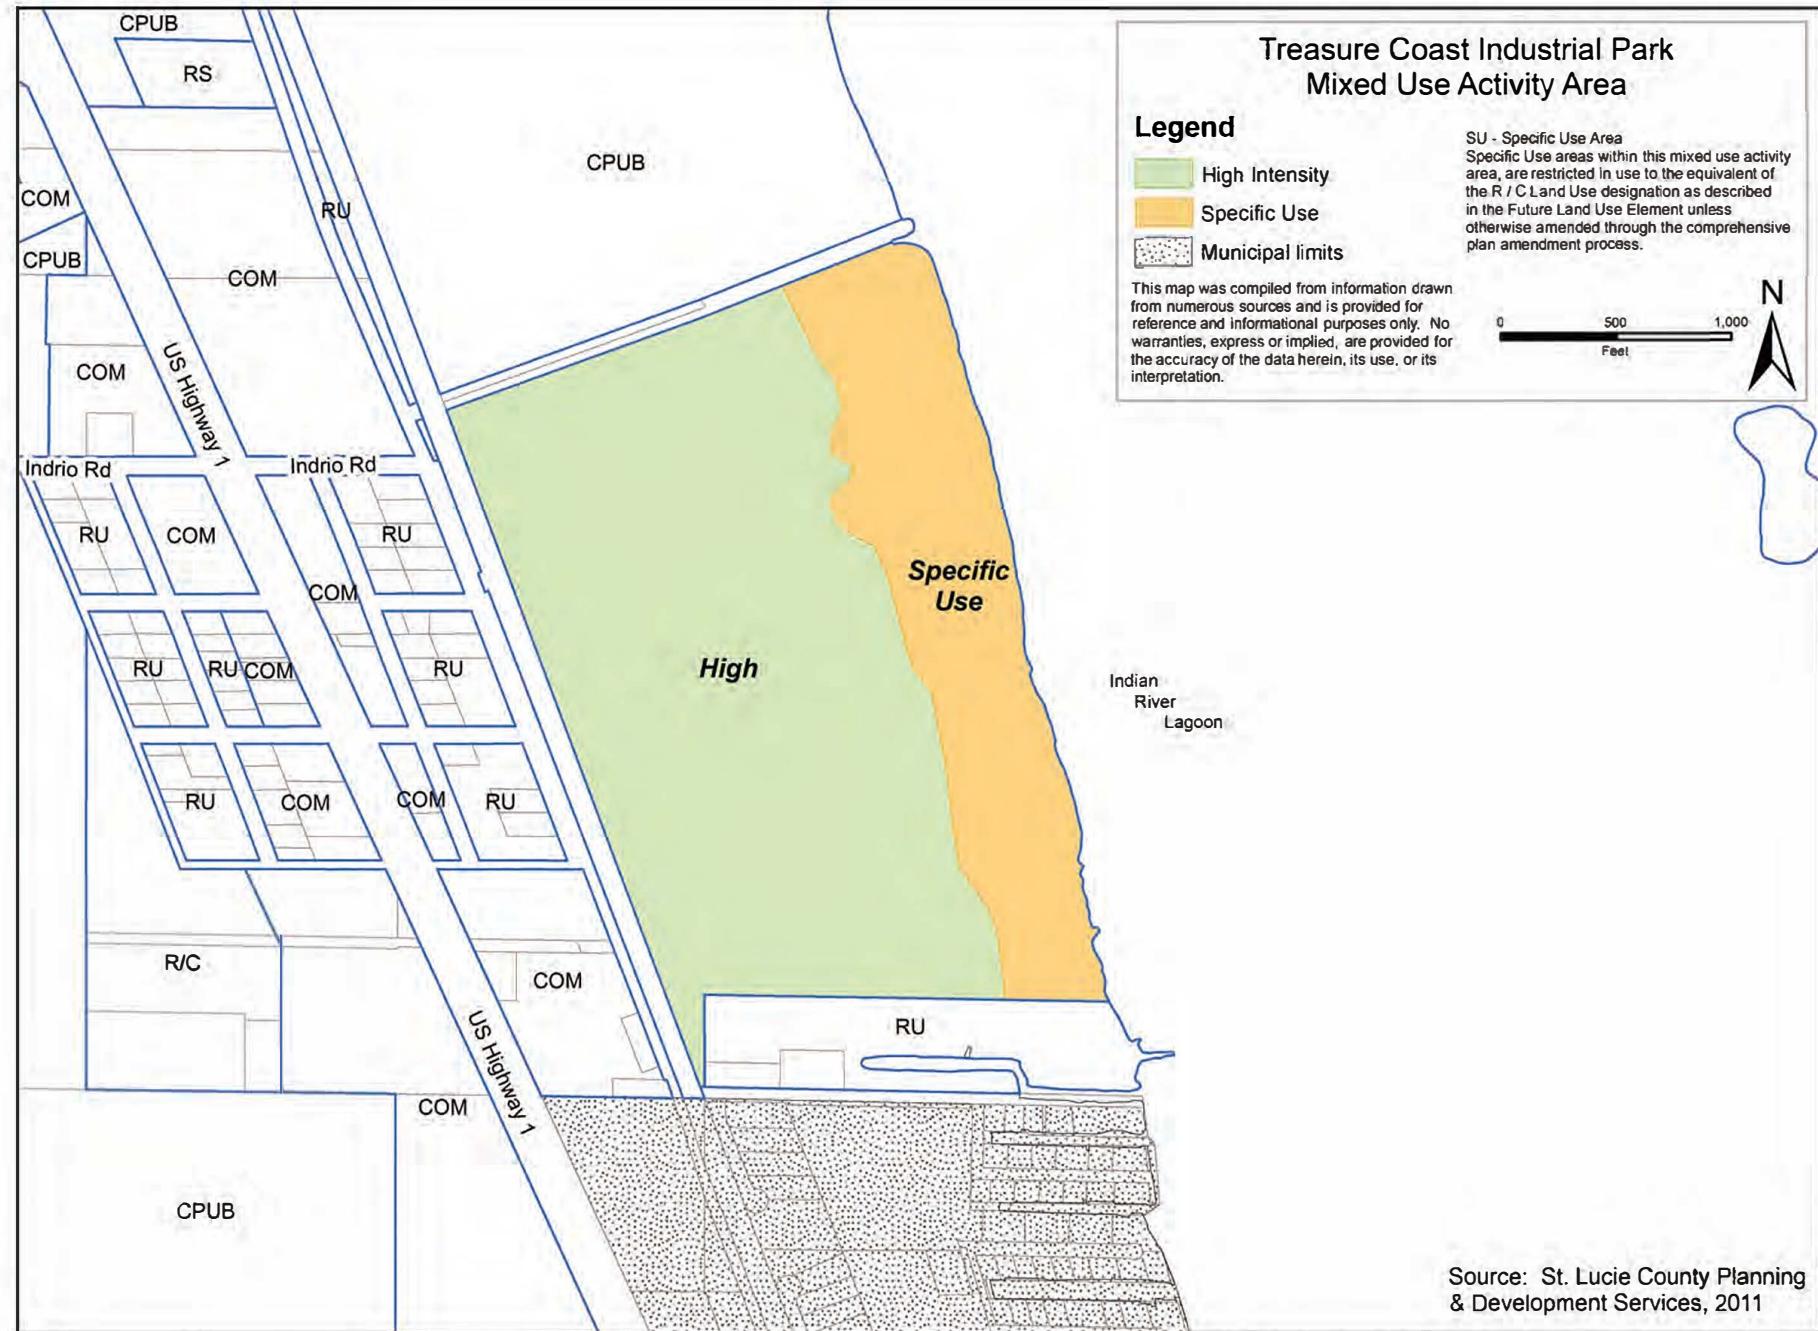 Treasure Coast Industrial Park
Mixed Use Activity Area
Legend
High Intensity
Specific Use
Municipal limits
SU - Specific Use Area
Specific Use areas within this mixed use activity
area, are restricted in use to the equivalent of
the R / C Land Use designation as described
in the Future Land Use Element unless
otherwise amended through the comprehensive
plan amendment process.
This map was compiled from information drawn
from numerous sources and is provided for
reference and informational purposes only. No
warranties, express or implied, are provided for
the accuracy of the data herein, its use, or its
interpretation.
0 500 1,000
Feet
N
CPUB
RS
CPUB
COM
RU
CPUB
COM
COM
US Highway 1
Indrio Rd
Indrio Rd
RU
COM
RU
COM
Specific
Use
RU
RU
COM
RU
High
Indian
River
Lagoon
RU
COM
COM
RU
R/C
COM
RU
US Highway 1
COM
CPUB
Source: St. Lucie County Planning
& Development Services, 2011